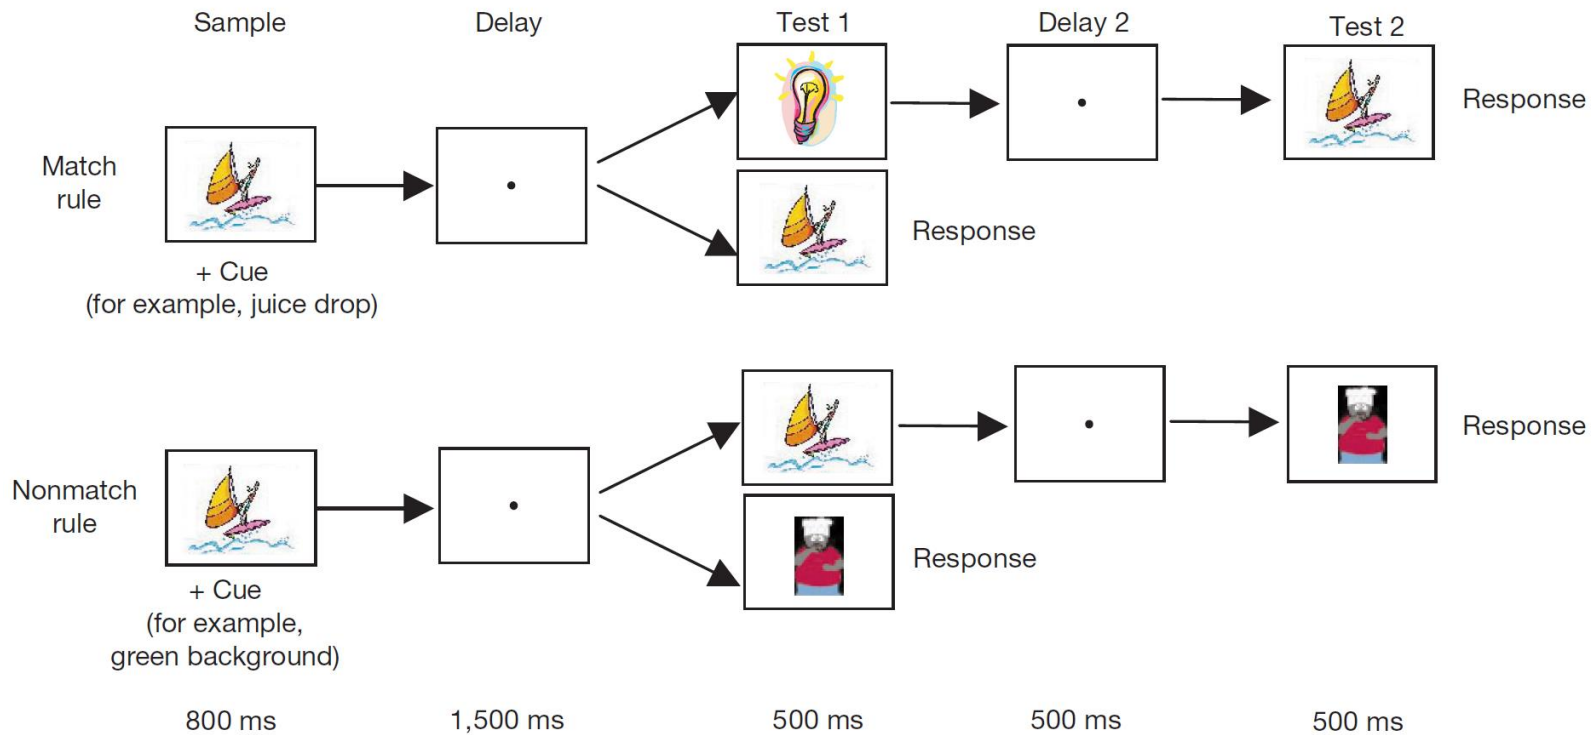 Sample
Delay
Test 1
Delay 2
Test 2
Match
rule
Response
Response
+ Cue
(for example, juice drop)
Nonmatch
rule
Response
Response
+ Cue
(for example,
green background)
800 ms
1,500 ms
500 ms
500 ms
500 ms